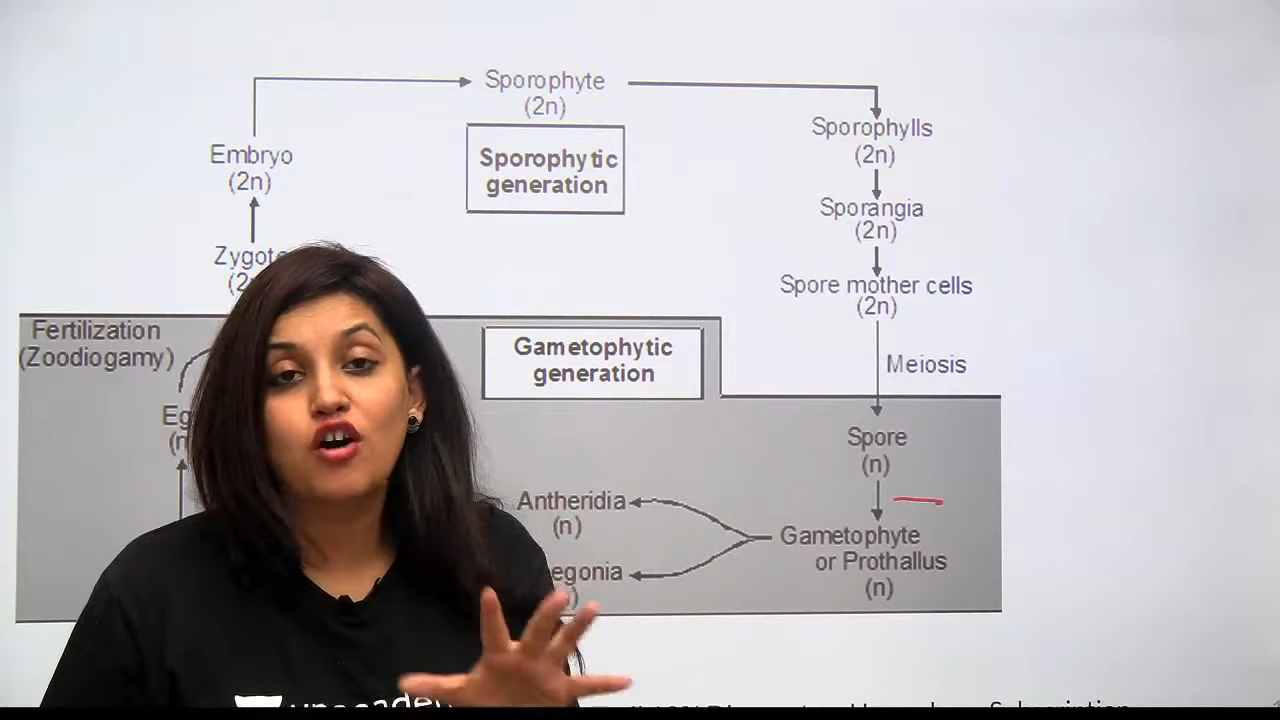 Sporophyte
(2n)
Sporophytic
generation
Sporophylls
(2n)
Sporangia
(2n)
Spore mother cells
(2n)
Meiosis
Embryo
(2n)
Fertilization
(Zoodiogamy)
Gametophytic
generation
Spore
(n)
Antheridia
(n)
Gametophyte
or Prothallus
(n)